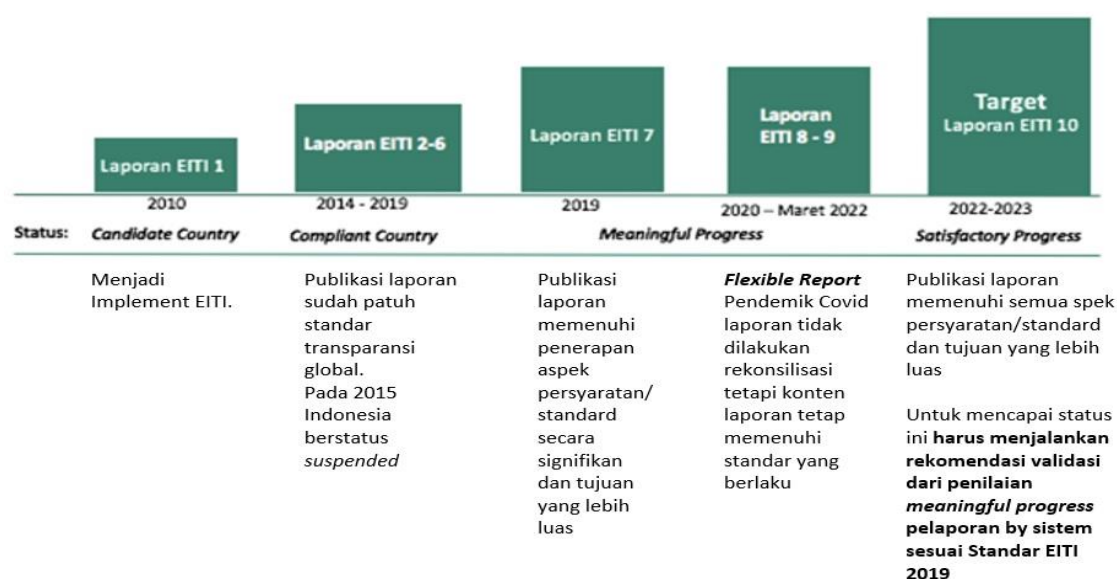 Laporan EITI 1
Laporan EITI 2-6
Laporan EITI 7
Laporan
EITI 8 - 9
Target
Laporan EITI 10
2010
2014 - 2019
2019
2020 – Maret 2022
2022-2023
Status:
Candidate Country
Compliant Country
Meaningful Progress
Satisfactory Progress
Menjadi
Implement EITI.
Publikasi laporan
sudah patuh
standar
transparansi
global.
Pada 2015
Indonesia
berstatus
suspended
Publikasi
laporan
memenuhi
penerapan
aspek
persyaratan/
standard
secara
signifikan
dan tujuan
yang lebih
luas
Flexible Report
Pendemik Covid
laporan tidak
dilakukan
rekonsilisasi
tetapi konten
laporan tetap
memenuhi
standar yang
berlaku
Publikasi laporan
memenuhi semua spek
persyaratan/standard
dan tujuan yang lebih
luas
Untuk mencapai status
ini harus menjalankan
rekomendasi validasi
dari penilaian
meaningful progress
pelaporan by sistem
sesuai Standar EITI
2019